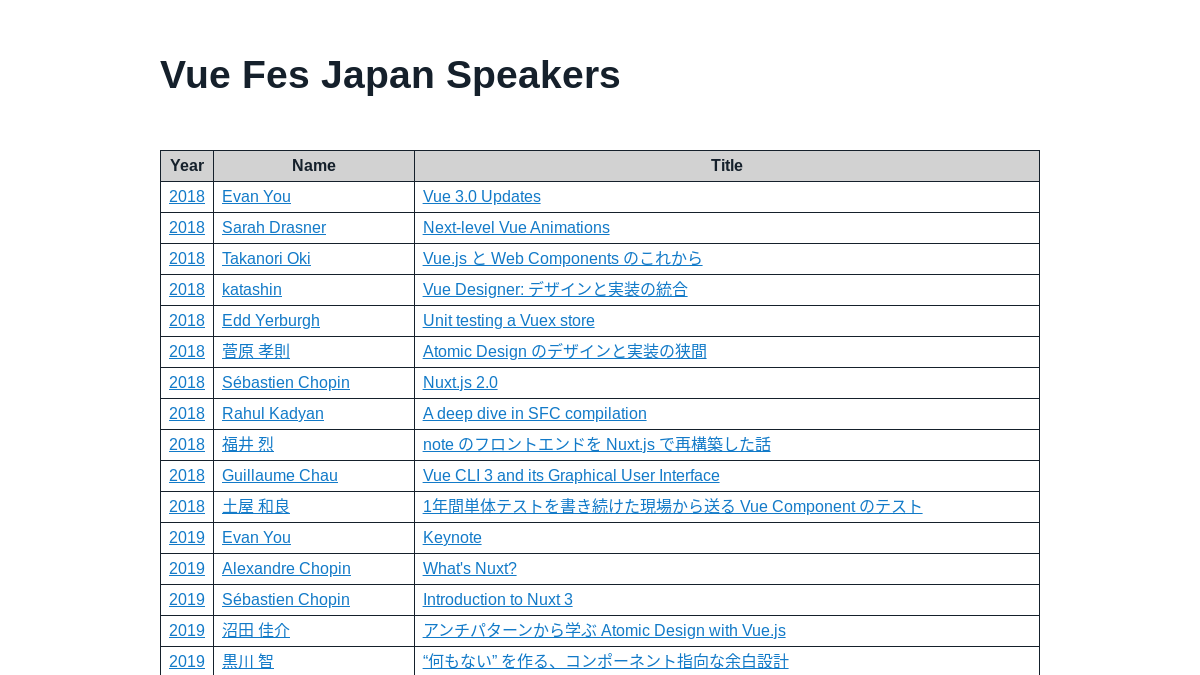 Vue Fes Japan Speakers
Year Name Title
2018 Evan You Vue 3.0 Updates
2018 Sarah Drasner Next-level Vue Animations
2018 Takanori Oki Vue.js と Web Components のこれから
2018 katashin Vue Designer: デザインと実装の統合
2018 Edd Yerburgh Unit testing a Vuex store
2018 菅原 孝則 Atomic Design のデザインと実装の狭間
2018 Sébastien Chopin Nuxt.js 2.0
2018 Rahul Kadyan A deep dive in SFC compilation
2018 福井 烈 note のフロントエンドを Nuxt.js で再構築した話
2018 Guillaume Chau Vue CLI 3 and its Graphical User Interface
2018 土屋 和良 1年間単体テストを書き続けた現場から送る Vue Component のテスト
2019 Evan You Keynote
2019 Alexandre Chopin What's Nuxt?
2019 Sébastien Chopin Introduction to Nuxt 3
2019 沼田 佳介 アンチパターンから学ぶ Atomic Design with Vue.js
2019 黒川 智 “何もない” を作る、コンポーネント指向な余白設計